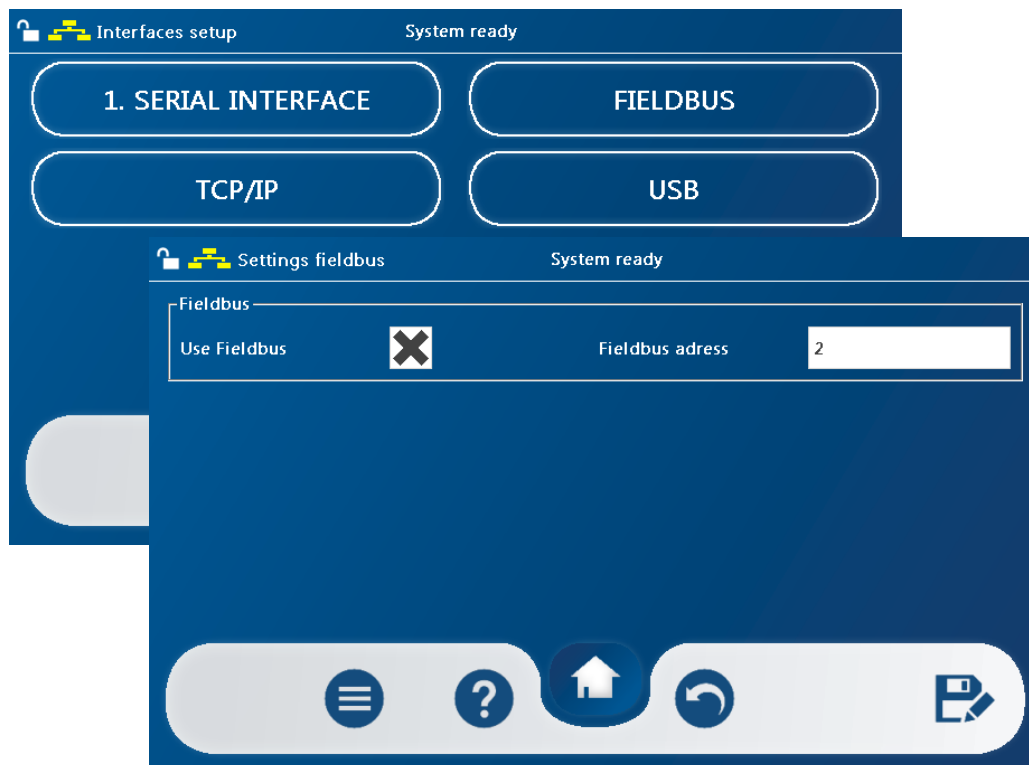 Interfaces setup System ready
1. SERIAL INTERFACE FIELDBUS
TCP/IP USB
Settings fieldbus System ready
Fieldbus
Use Fieldbus Fieldbus adress 2